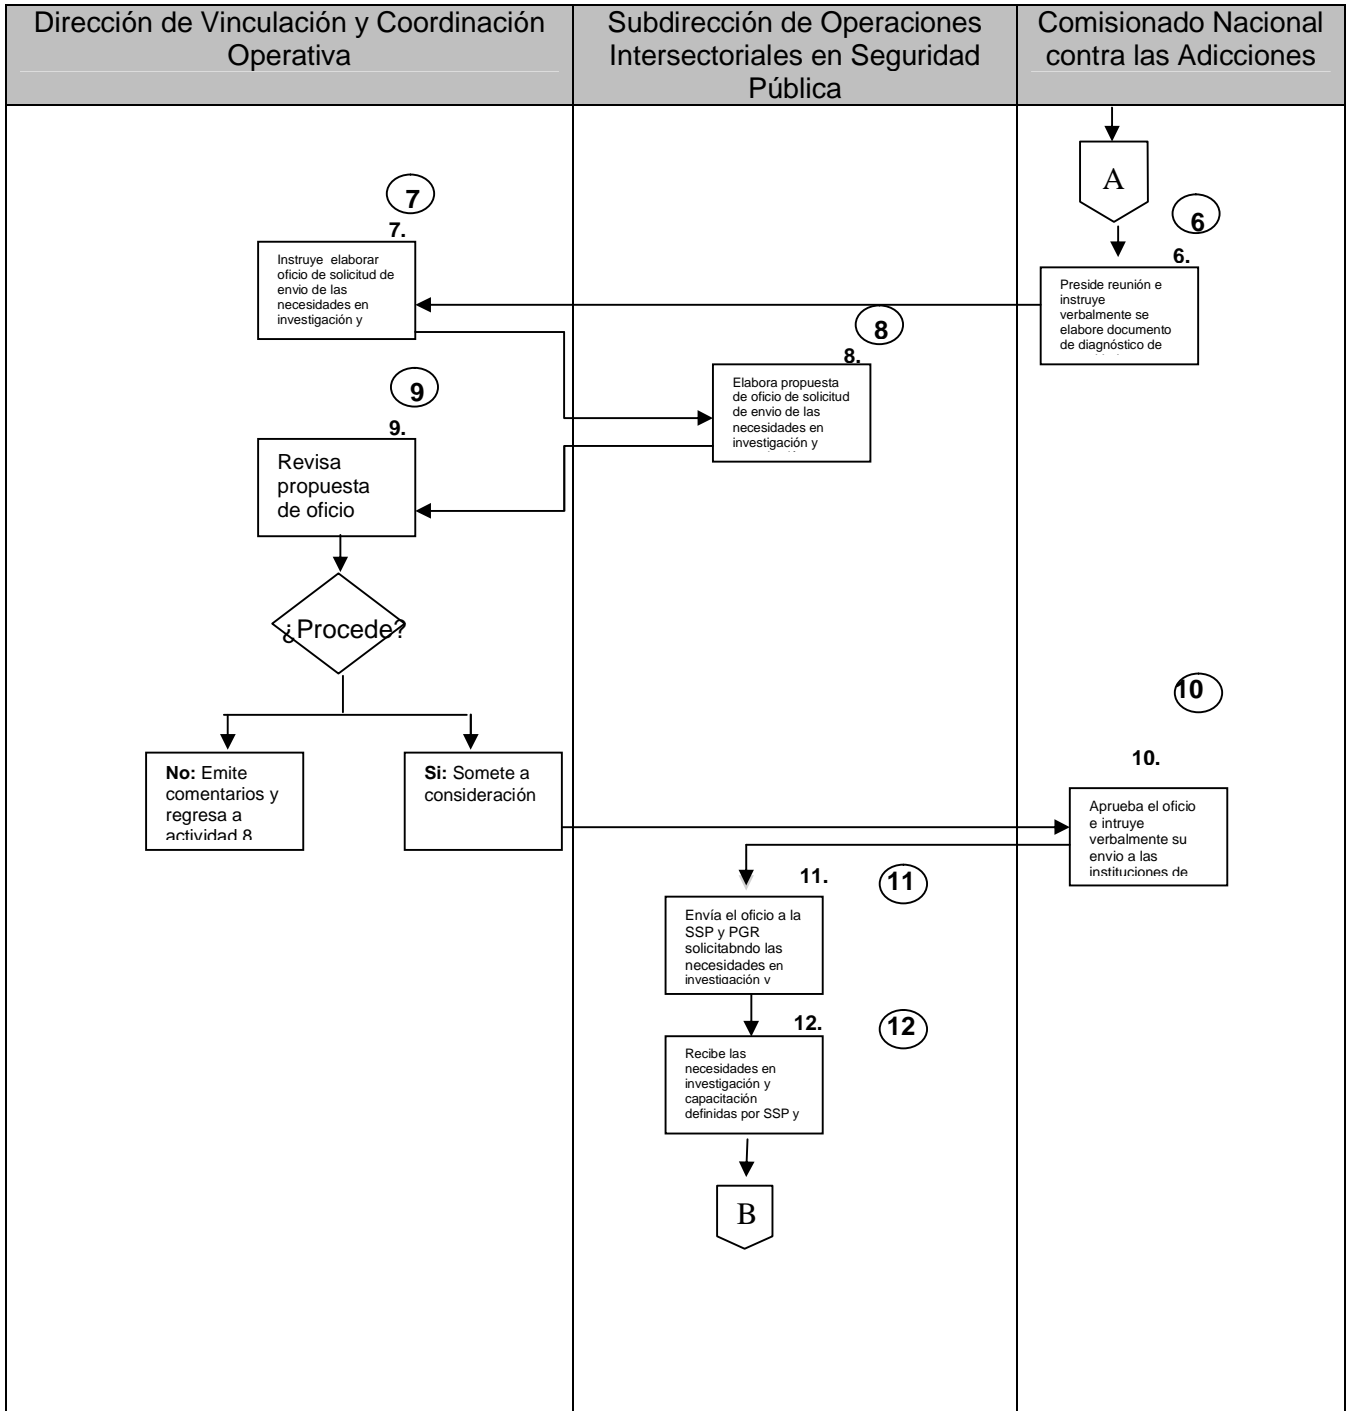 Dirección de Vinculación y Coordinación
Operativa
Subdirección de Operaciones
Intersectoriales en Seguridad
Pública
Comisionado Nacional
contra las Adicciones
A
6
6.
Preside reunión e
instruye
verbalmente se
elabore documento
de diagnóstico de
7
7.
Instruye elaborar
oficio de solicitud de
envio de las
necesidades en
investigación y
8
8.
Elabora propuesta
de oficio de solicitud
de envio de las
necesidades en
investigación y
9
9.
Revisa
propuesta
de oficio
¿Procede?
No: Emite
comentarios y
regresa a
actividad 8
Si: Somete a
consideración
10
10.
Aprueba el oficio
e intruye
verbalmente su
envio a las
instituciones de
11.
11
Envía el oficio a la
SSP y PGR
solicitabndo las
necesidades en
investigación y
12.
12
Recibe las
necesidades en
investigación y
capacitación
definidas por SSP y
B